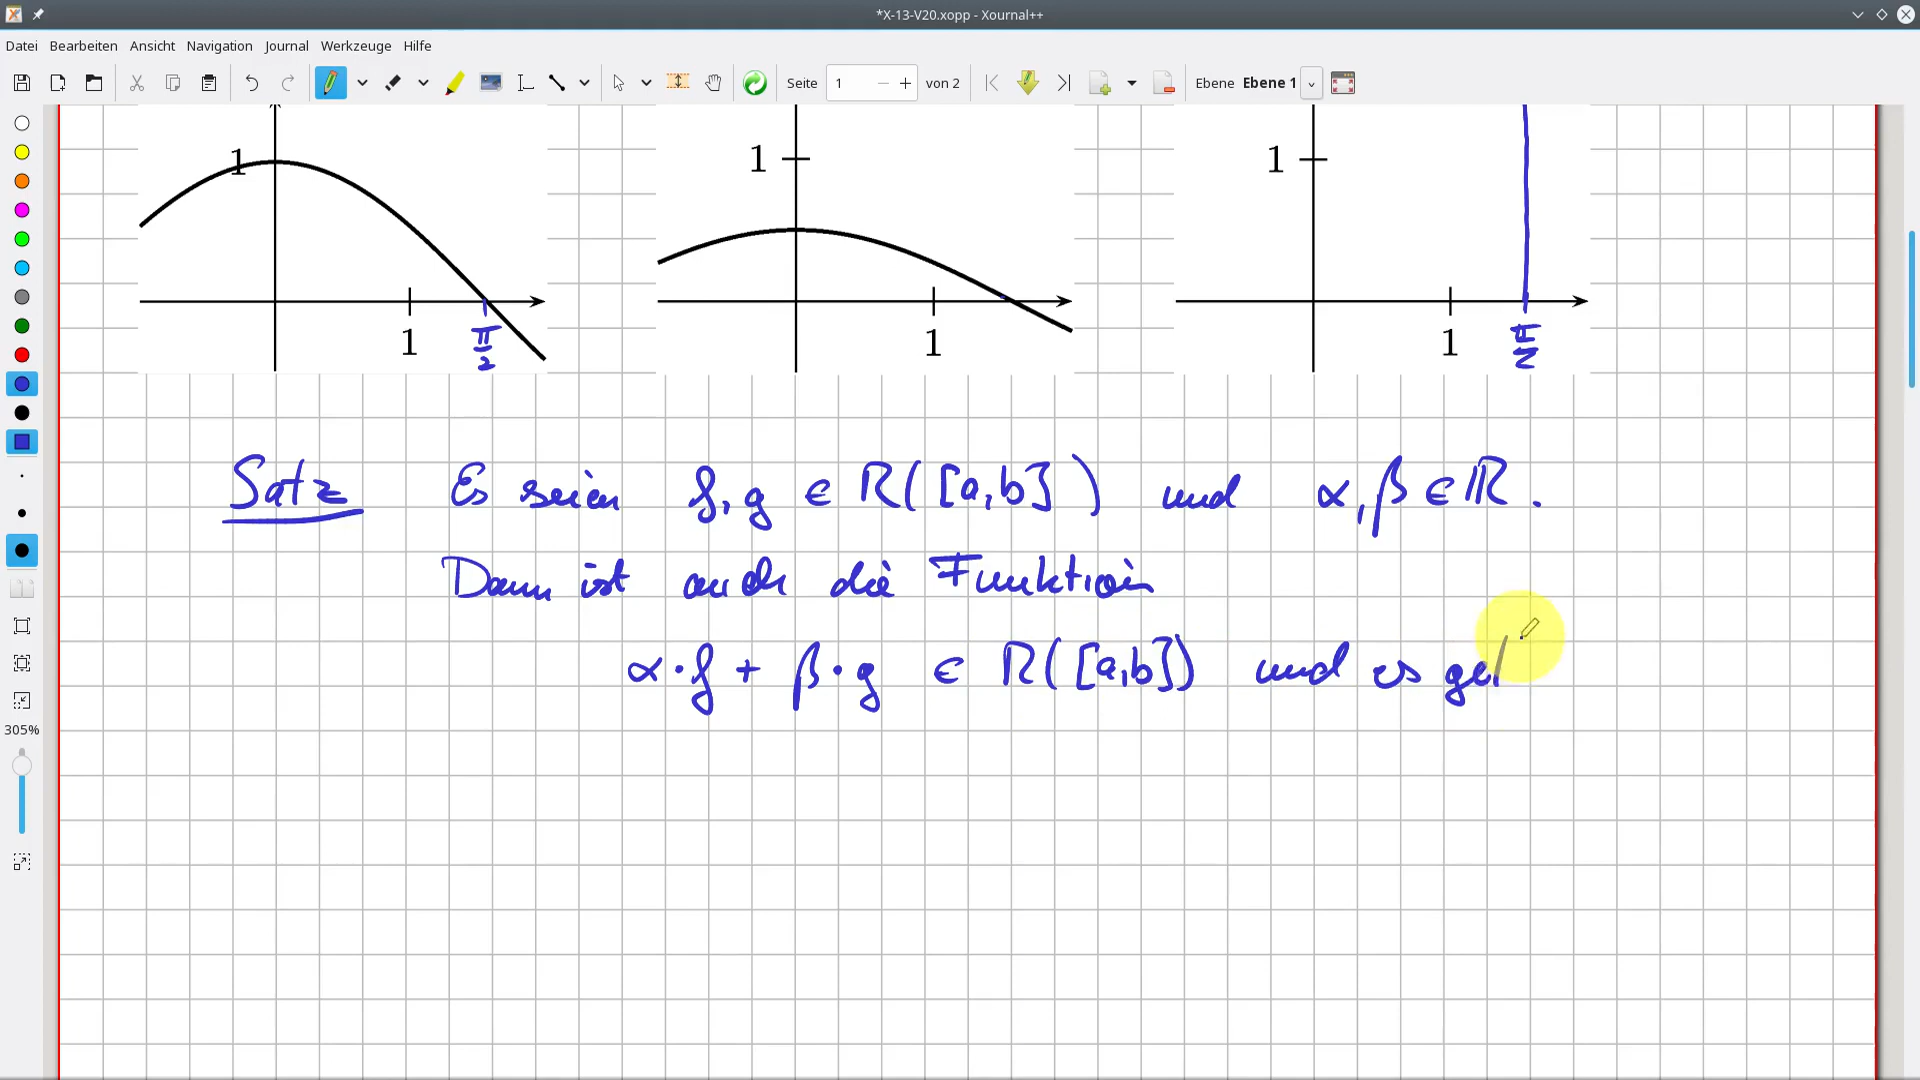 *X-13-V20.xopp - Xournal++
Datei Bearbeiten Ansicht Navigation Journal Werkzeuge Hilfe
Seite 1 von 2 Ebene Ebene 1
1 1 1
1 1 1
π/2 π/2
Satz Es seien f, g ∈ R([a,b]) und α, β ∈ ℝ.
Dann ist auch die Funktion
α·f + β·g ∈ R([a,b]) und es gel
305%